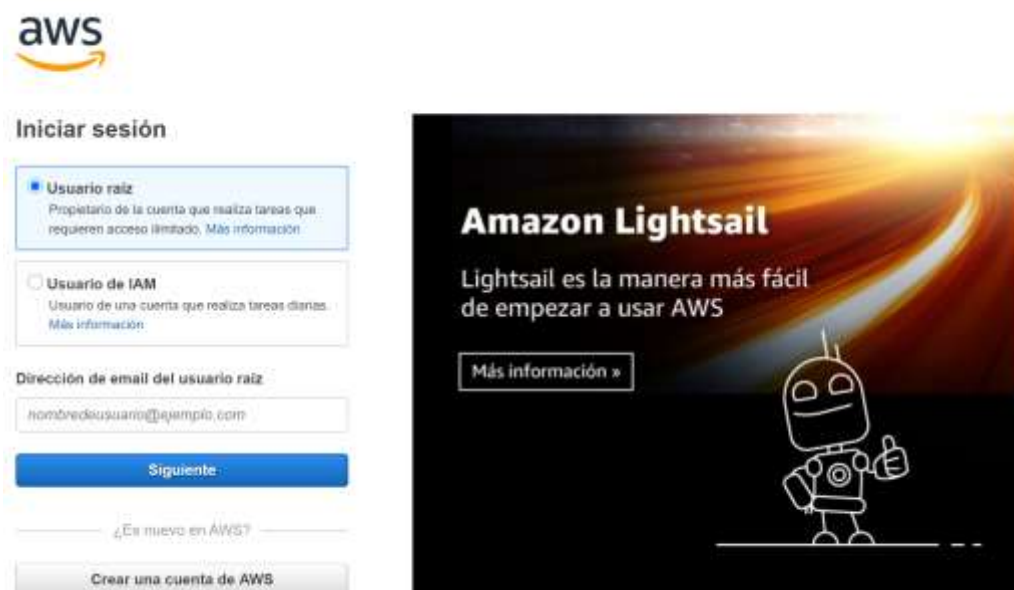 aws
Iniciar sesión
Usuario raíz
Propietario de la cuenta que realiza tareas que
requieren acceso ilimitado. Más información
Usuario de IAM
Usuario de una cuenta que realiza tareas diarias.
Más información
Dirección de email del usuario raíz
nombredeusuario@ejemplo.com
Siguiente
¿Es nuevo en AWS?
Crear una cuenta de AWS
Amazon Lightsail
Lightsail es la manera más fácil
de empezar a usar AWS
Más información »